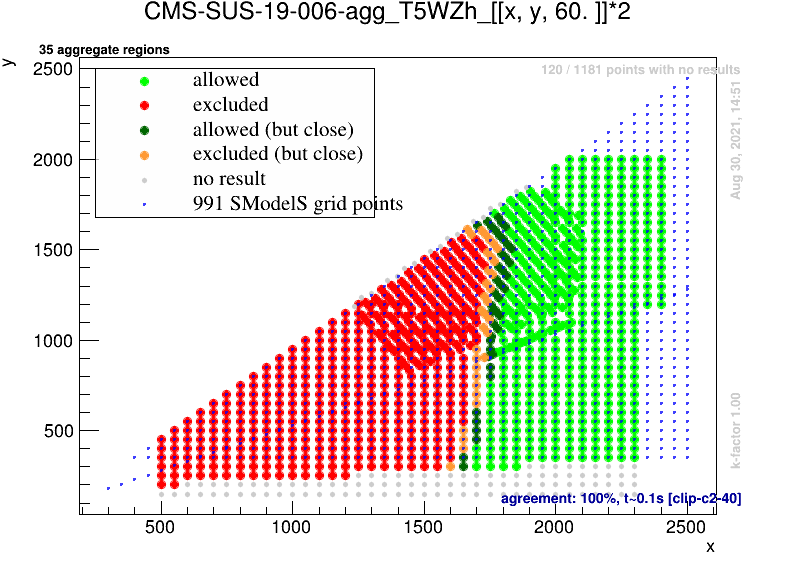 CMS-SUS-19-006-agg_T5WZh_[[x, y, 60. ]]*2
35 aggregate regions
y
120 / 1181 points with no results
allowed
excluded
allowed (but close)
excluded (but close)
no result
991 SModelS grid points
Aug 30, 2021, 14:51
k-factor 1.00
2500
2000
1500
1000
500
agreement: 100%, t~0.1s [clip-c2-40]
500 1000 1500 2000 2500
x